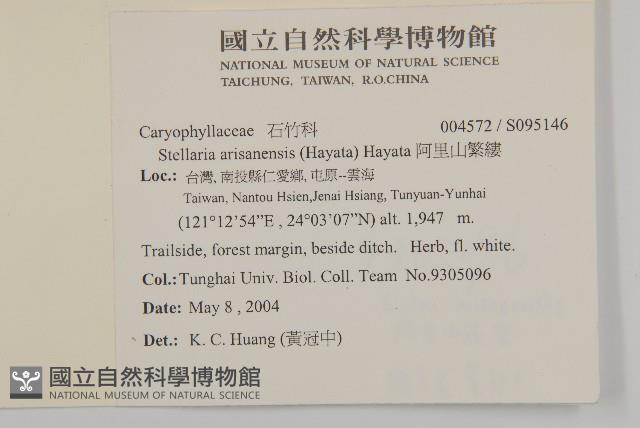 國立自然科學博物館
NATIONAL MUSEUM OF NATURAL SCIENCE
TAICHUNG, TAIWAN, R.O.CHINA
Caryophyllaceae 石竹科 004572 / S095146
Stellaria arisanensis (Hayata) Hayata 阿里山繁縷
Loc.: 台灣, 南投縣仁愛鄉, 屯原--雲海
Taiwan, Nantou Hsien,Jenai Hsiang, Tunyuan-Yunhai
(121°12'54”E , 24°03'07”N) alt. 1,947 m.
Trailside, forest margin, beside ditch. Herb, fl. white.
Col.: Tunghai Univ. Biol. Coll. Team No.9305096
Date: May 8 , 2004
Det.: K. C. Huang (黃冠中)
國立自然科學博物館
NATIONAL MUSEUM OF NATURAL SCIENCE